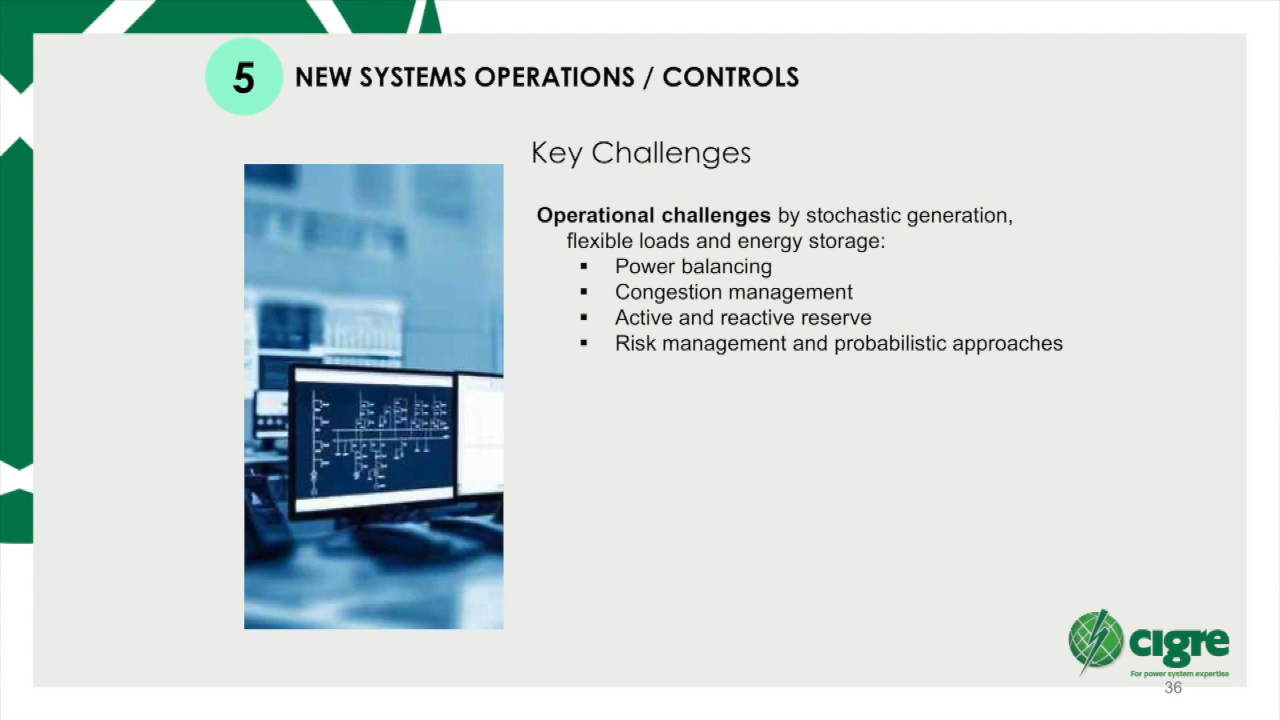 5 NEW SYSTEMS OPERATIONS / CONTROLS
Key Challenges
Operational challenges by stochastic generation,
flexible loads and energy storage:
▪ Power balancing
▪ Congestion management
▪ Active and reactive reserve
▪ Risk management and probabilistic approaches
cigre
For power system expertise
36